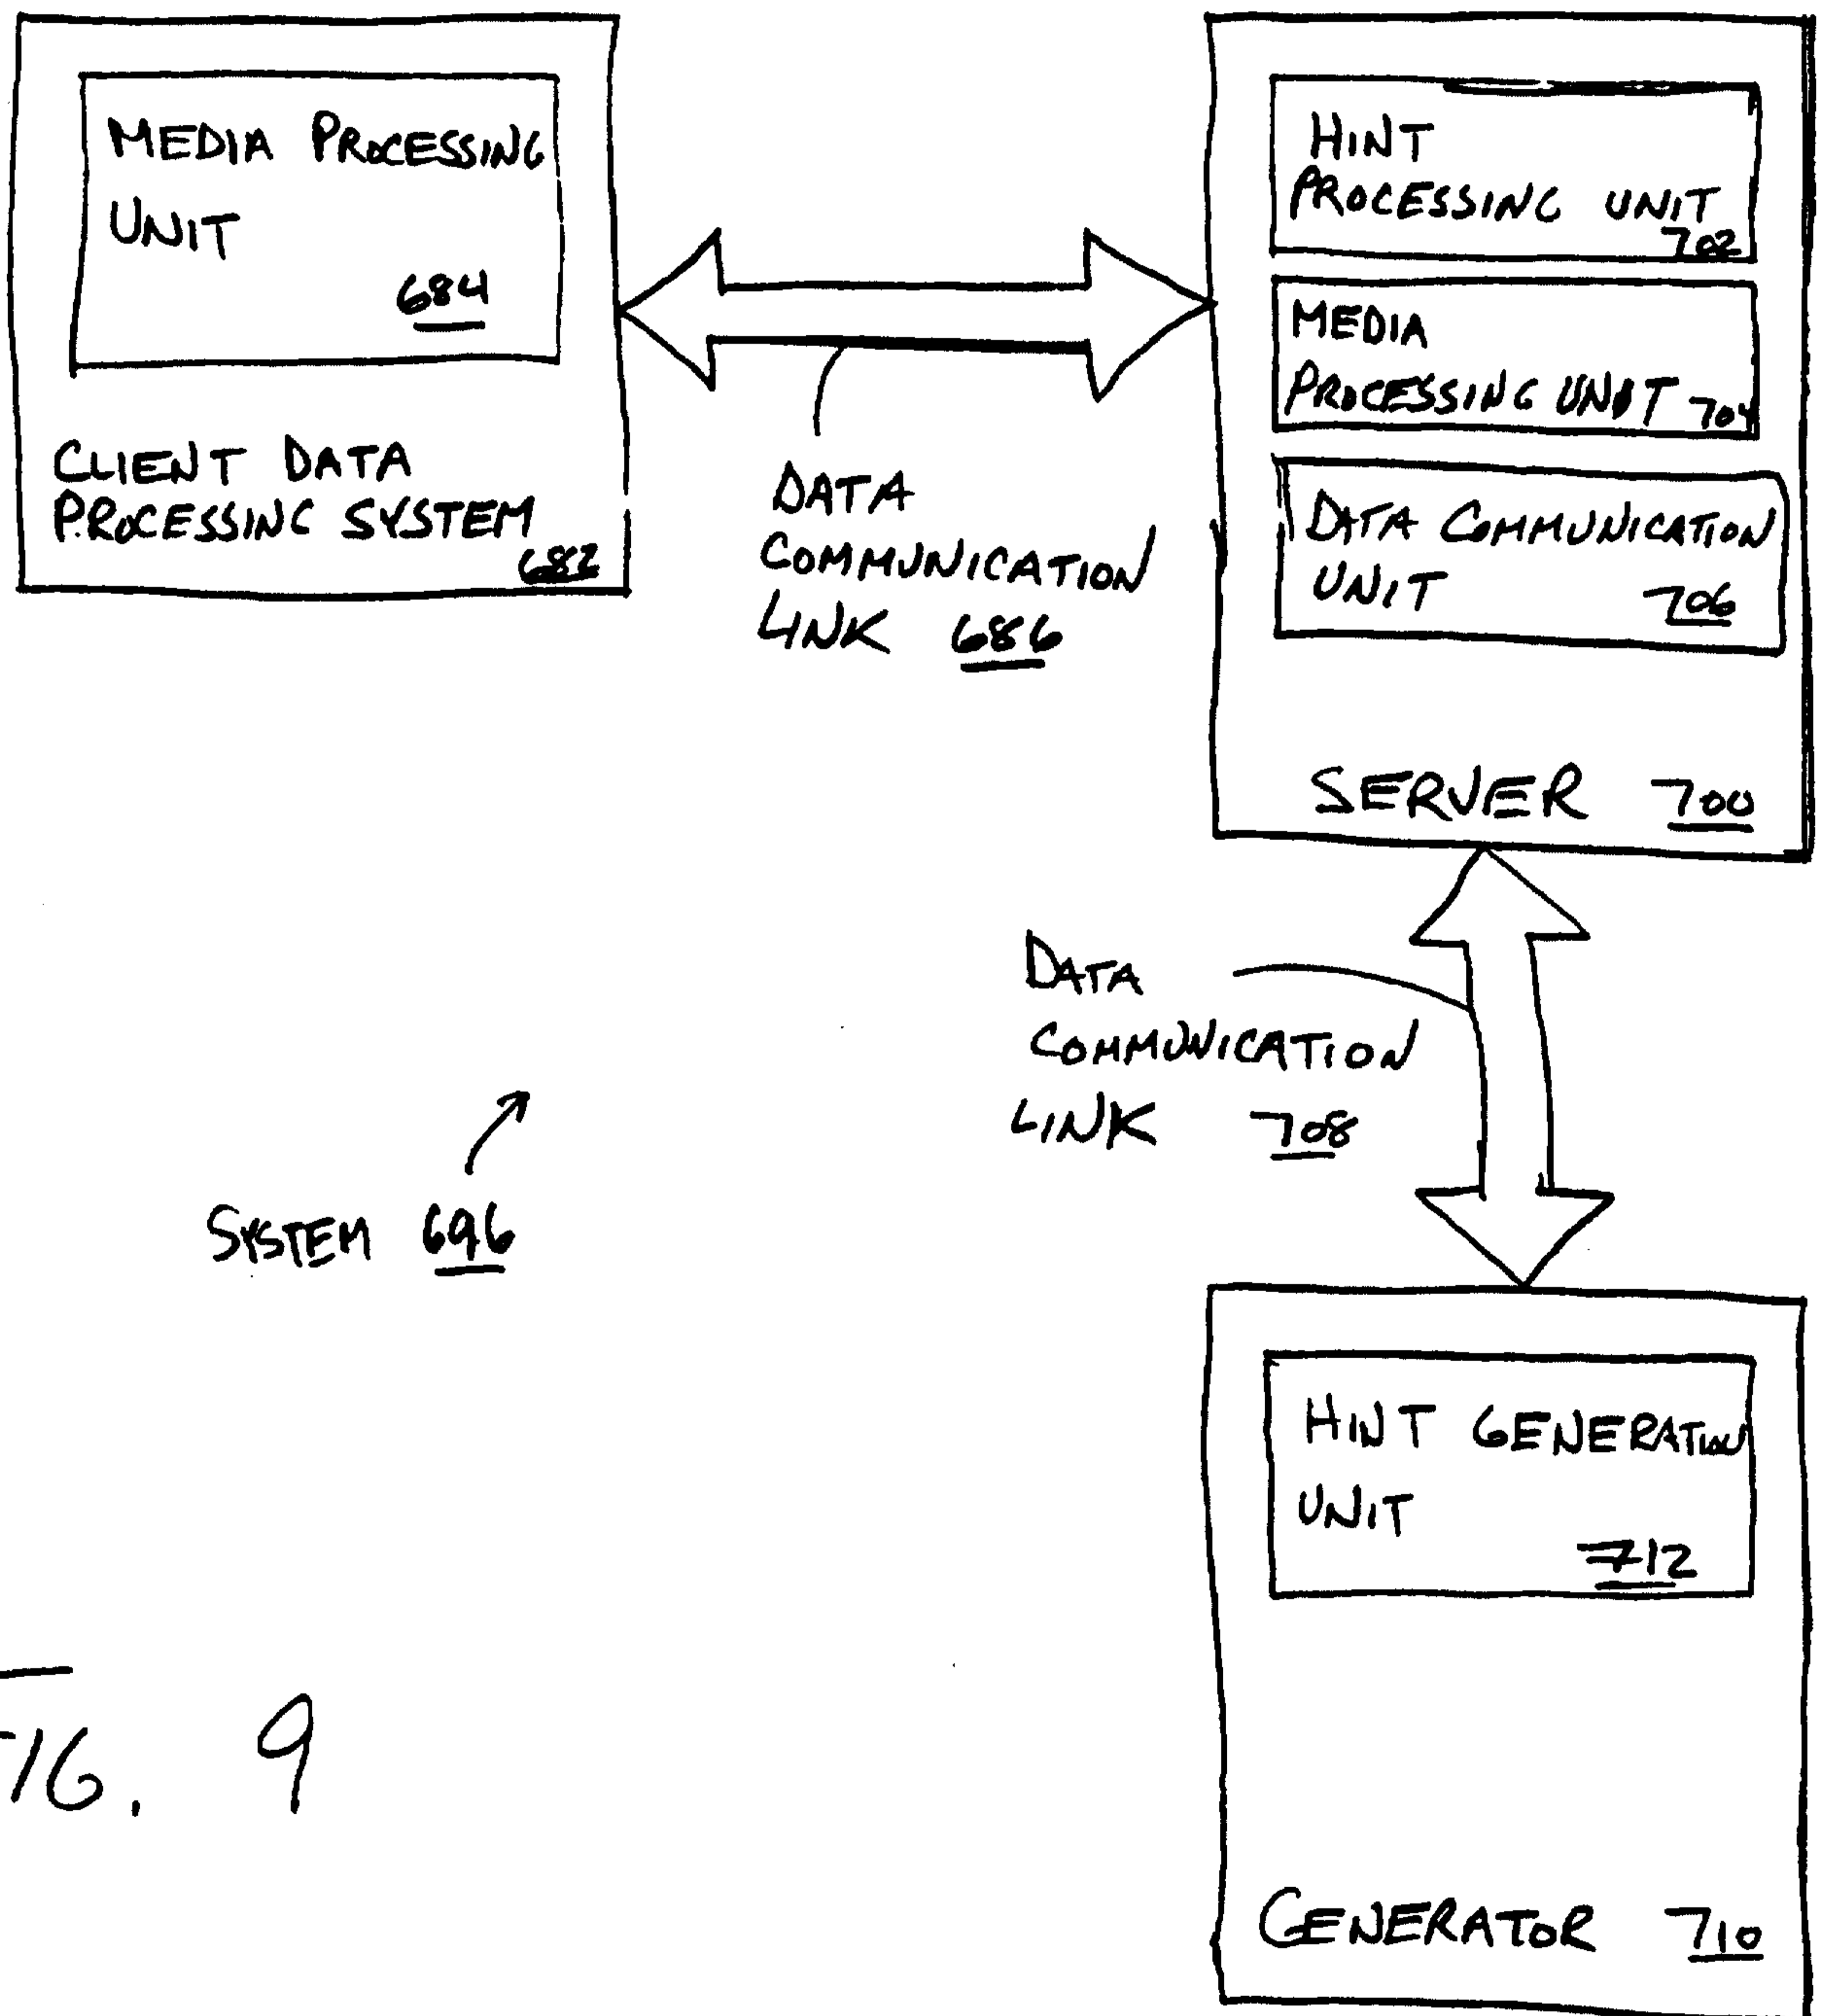 MEDIA PROCESSING
UNIT
684
CLIENT DATA
PROCESSING SYSTEM
682
DATA
COMMUNICATION
LINK 686
HINT
PROCESSING UNIT
702
MEDIA
PROCESSING UNIT 704
DATA COMMUNICATION
UNIT 706
SERVER 700
DATA
COMMUNICATION
LINK 708
SYSTEM 696
HINT GENERATION
UNIT
712
GENERATOR 710
FIG. 9